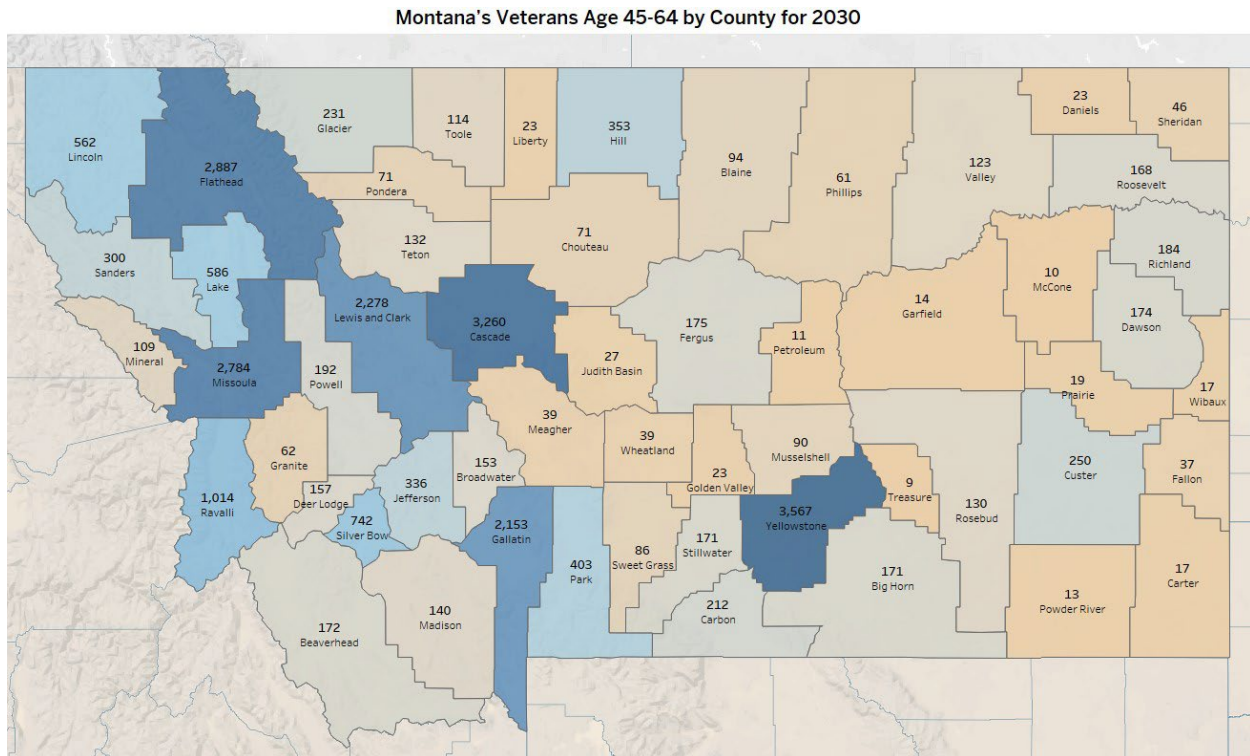 Montana's Veterans Age 45-64 by County for 2030
562
Lincoln
2,887
Flathead
231
Glacier
114
Toole
23
Liberty
353
Hill
94
Blaine
61
Phillips
123
Valley
23
Daniels
46
Sheridan
168
Roosevelt
71
Pondera
300
Sanders
586
Lake
132
Teton
71
Chouteau
184
Richland
10
McCone
174
Dawson
14
Garfield
2,278
Lewis and Clark
3,260
Cascade
175
Fergus
11
Petroleum
27
Judith Basin
109
Mineral
2,784
Missoula
192
Powell
19
Prairie
17
Wibaux
39
Meagher
39
Wheatland
90
Musselshell
62
Granite
153
Broadwater
23
Golden Valley
9
Treasure
250
Custer
37
Fallon
1,014
Ravalli
157
Deer Lodge
336
Jefferson
742
Silver Bow
2,153
Gallatin
3,567
Yellowstone
130
Rosebud
403
Park
86
Sweet Grass
171
Stillwater
171
Big Horn
17
Carter
212
Carbon
13
Powder River
140
Madison
172
Beaverhead